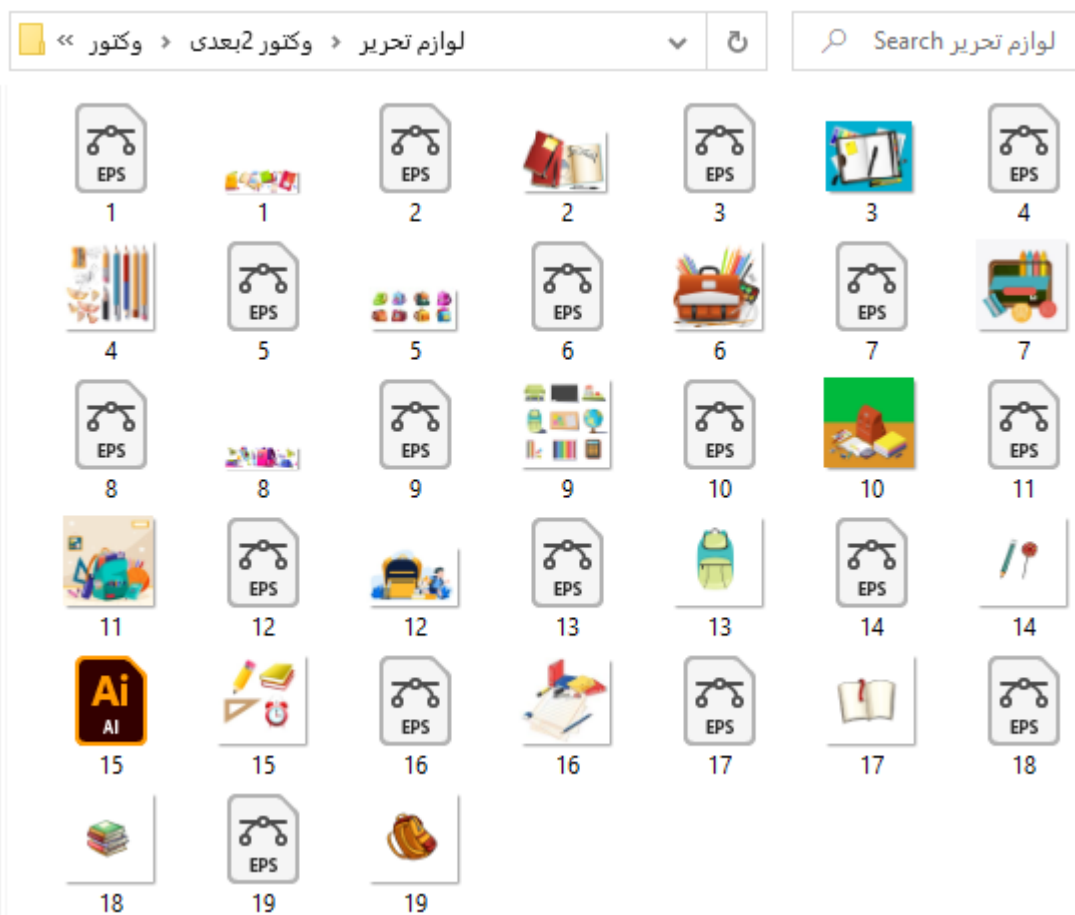 « وکتور › وکتور 2بعدی › لوازم تحریر
Search لوازم تحریر
EPS EPS EPS EPS
1 1 2 2 3 3 4
EPS EPS EPS
4 5 5 6 6 7 7
EPS EPS EPS EPS
8 8 9 9 10 10 11
EPS EPS EPS
11 12 12 13 13 14 14
Ai
AI EPS EPS EPS
15 15 16 16 17 17 18
EPS
18 19 19